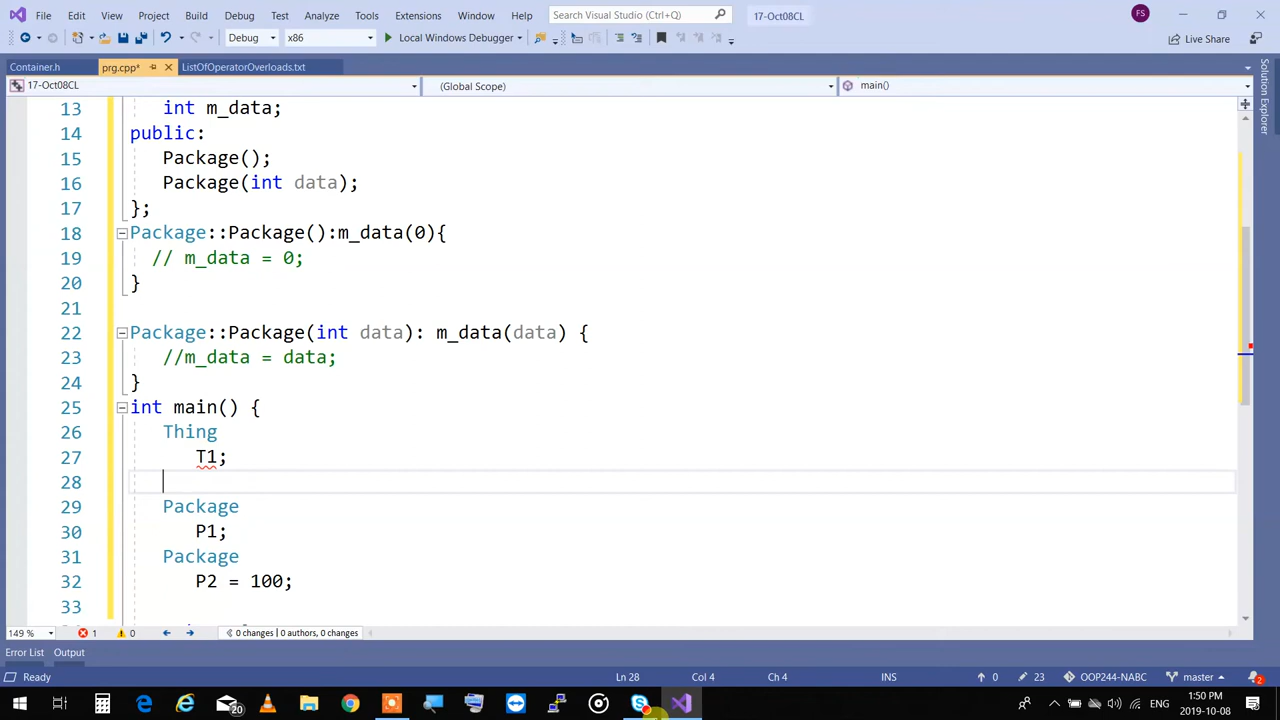 File Edit View Project Build Debug Test Analyze Tools Extensions Window Help Search Visual Studio (Ctrl+Q) 17-Oct08CL FS
Debug x86 Local Windows Debugger Live Share
Container.h prg.cpp* ListOfOperatorOverloads.txt
17-Oct08CL (Global Scope) main()
Solution Explorer
13 int m_data;
14 public:
15 Package();
16 Package(int data);
17 };
18 Package::Package():m_data(0){
19 // m_data = 0;
20 }
21
22 Package::Package(int data): m_data(data) {
23 //m_data = data;
24 }
25 int main() {
26 Thing
27 T1;
28
29 Package
30 P1;
31 Package
32 P2 = 100;
33
149 % 1 0 0 changes | 0 authors, 0 changes
Error List Output
Ready Ln 28 Col 4 Ch 4 INS 0 23 OOP244-NABC master 2
20 ENG 1:50 PM
2019-10-08